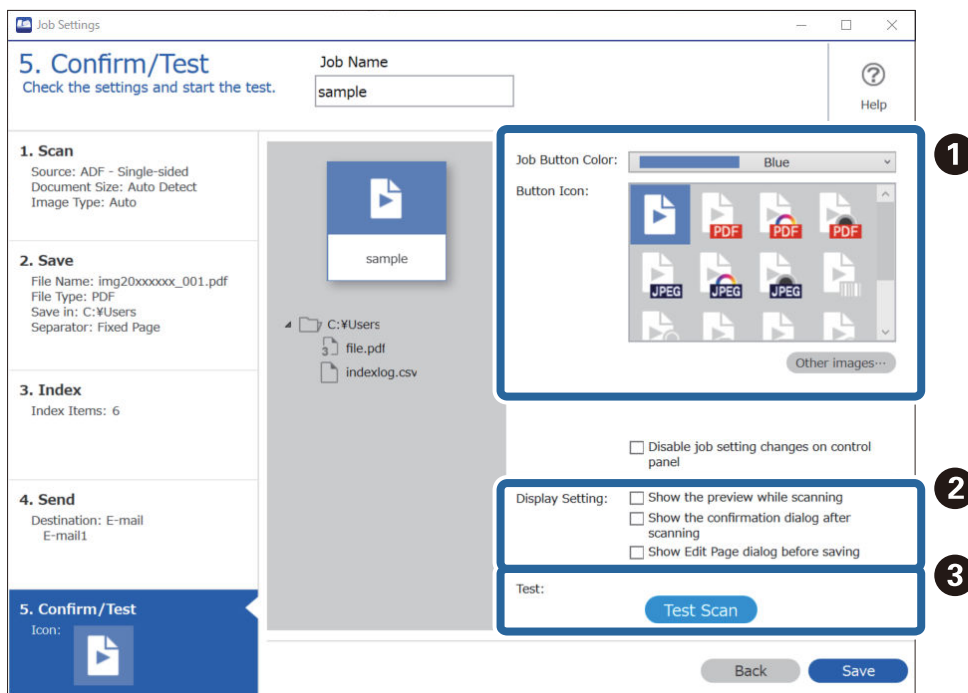 Job Settings
5. Confirm/Test
Check the settings and start the test.
Job Name
sample
Help
1. Scan
Source: ADF - Single-sided
Document Size: Auto Detect
Image Type: Auto
2. Save
File Name: img20xxxxxx_001.pdf
File Type: PDF
Save in: C:¥Users
Separator: Fixed Page
3. Index
Index Items: 6
4. Send
Destination: E-mail
E-mail1
5. Confirm/Test
Icon:
sample
C:¥Users
3 file.pdf
indexlog.csv
1
Job Button Color: Blue
Button Icon:
PDF PDF PDF
JPEG JPEG JPEG
Other images···
Disable job setting changes on control
panel
2
Display Setting: Show the preview while scanning
Show the confirmation dialog after
scanning
Show Edit Page dialog before saving
3
Test:
Test Scan
Back Save